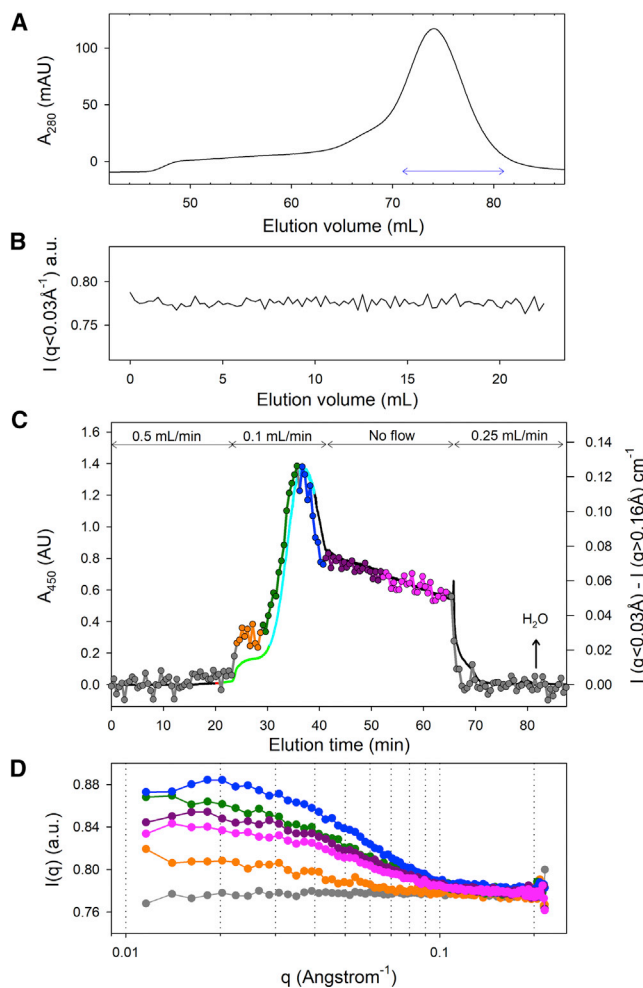 A
A280 (mAU)
100
50
0
50 60 70 80
Elution volume (mL)
B
I (q<0.03Å-1) a.u.
0.80
0.75
0 5 10 15 20
Elution volume (mL)
C
0.5 mL/min 0.1 mL/min No flow 0.25 mL/min
A450 (AU)
1.6
1.4
1.2
1.0
0.8
0.6
0.4
0.2
0.0
0.14
0.12
0.10
0.08
0.06
0.04
0.02
0.00
I (q<0.03Å) - I (q>0.16Å) cm-1
H2O
0 10 20 30 40 50 60 70 80
Elution time (min)
D
I(q) (a.u.)
0.88
0.84
0.80
0.76
0.01 0.1
q (Angstrom-1)